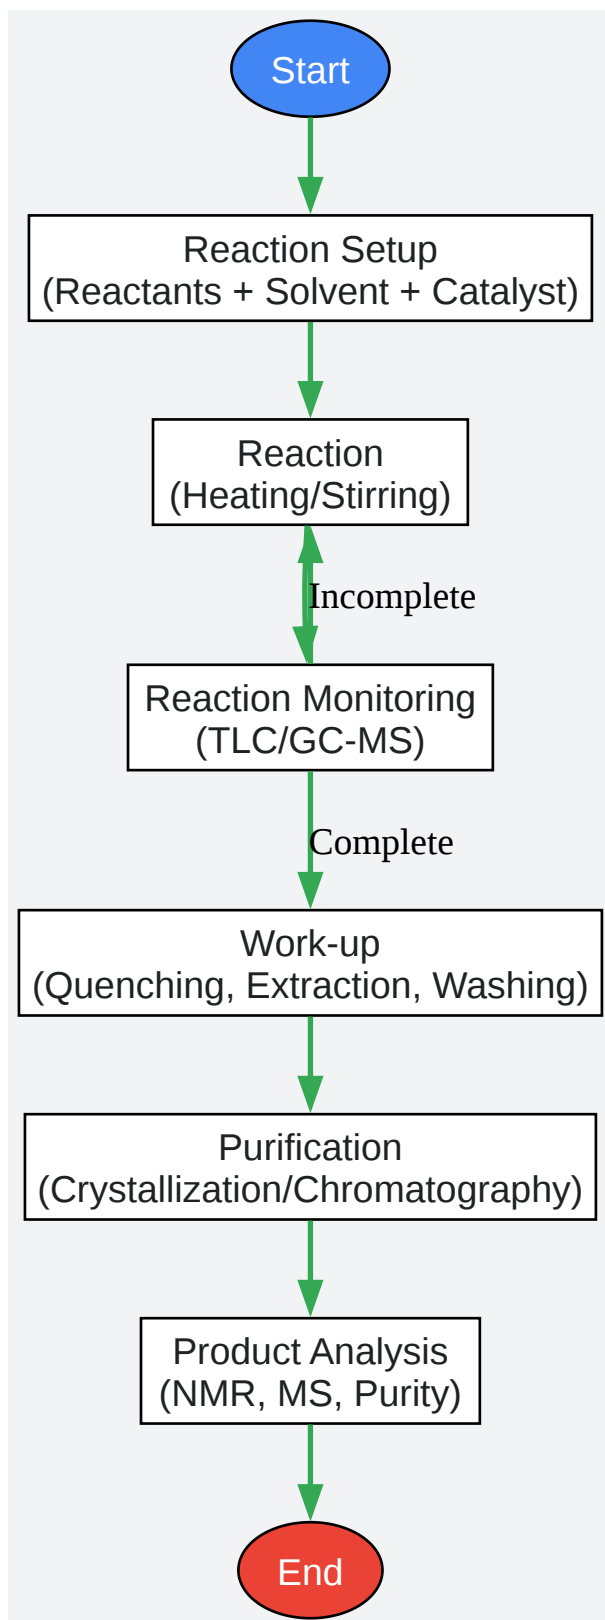 Start
Reaction Setup
(Reactants + Solvent + Catalyst)
Reaction
(Heating/Stirring)
Incomplete
Reaction Monitoring
(TLC/GC-MS)
Complete
Work-up
(Quenching, Extraction, Washing)
Purification
(Crystallization/Chromatography)
Product Analysis
(NMR, MS, Purity)
End